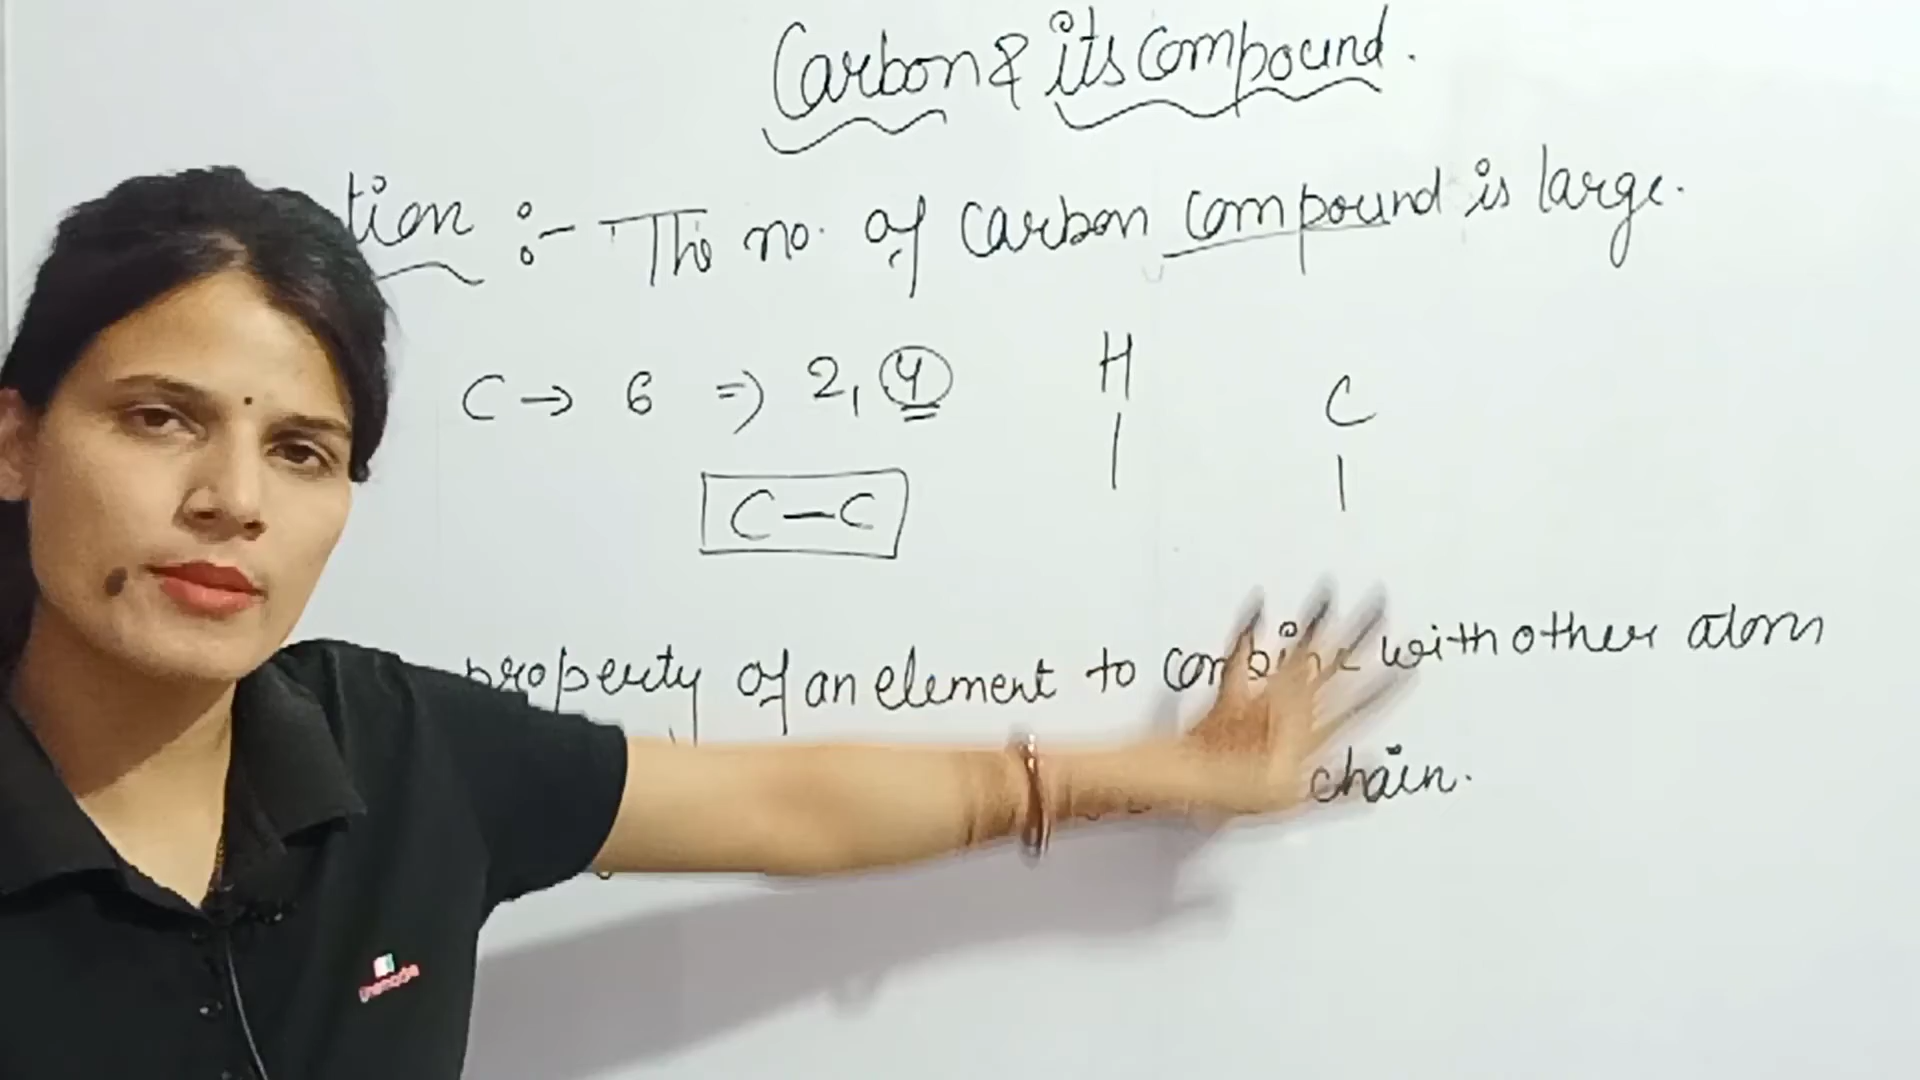 Carbon & its compound.
tion :- The no. of carbon compound is large.
C → 6 ⇒ 2, 4 H C
C-C
property of an element to combine with other atom
chain.